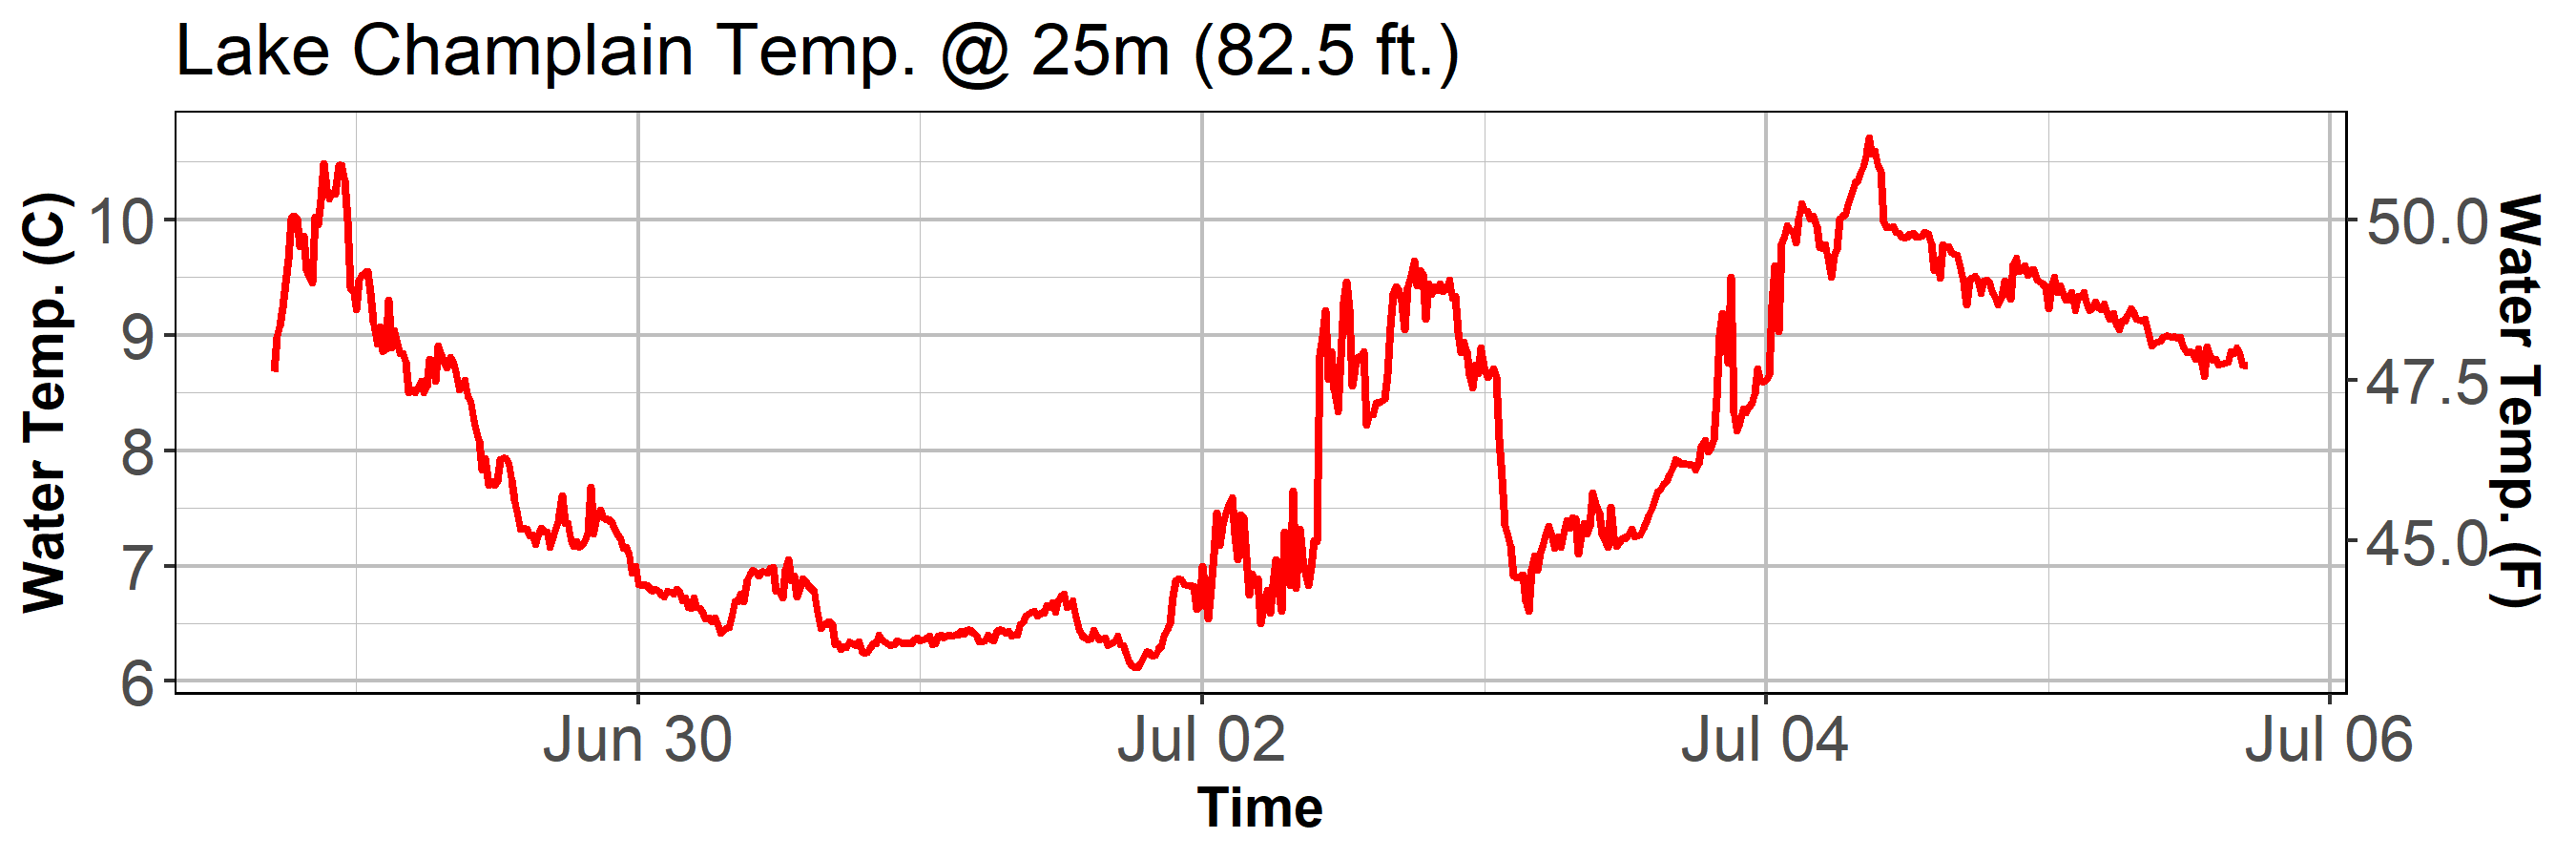 Lake Champlain Temp. @ 25m (82.5 ft.)
Water Temp. (C)
10
9
8
7
6
50.0
47.5
45.0
Water Temp. (F)
Jun 30
Jul 02
Jul 04
Jul 06
Time